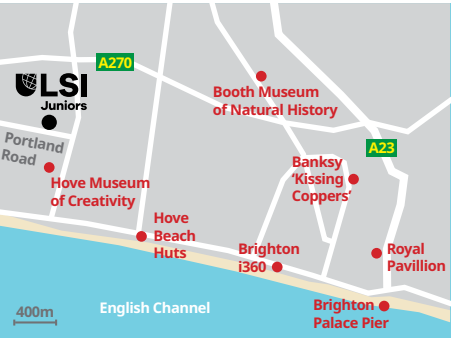 A270
LSI
Juniors
Booth Museum
of Natural History
Portland
Road
A23
Banksy
‘Kissing
Coppers’
Hove Museum
of Creativity
Hove
Beach
Huts
Brighton
i360
Royal
Pavillion
English Channel
400m
Brighton
Palace Pier